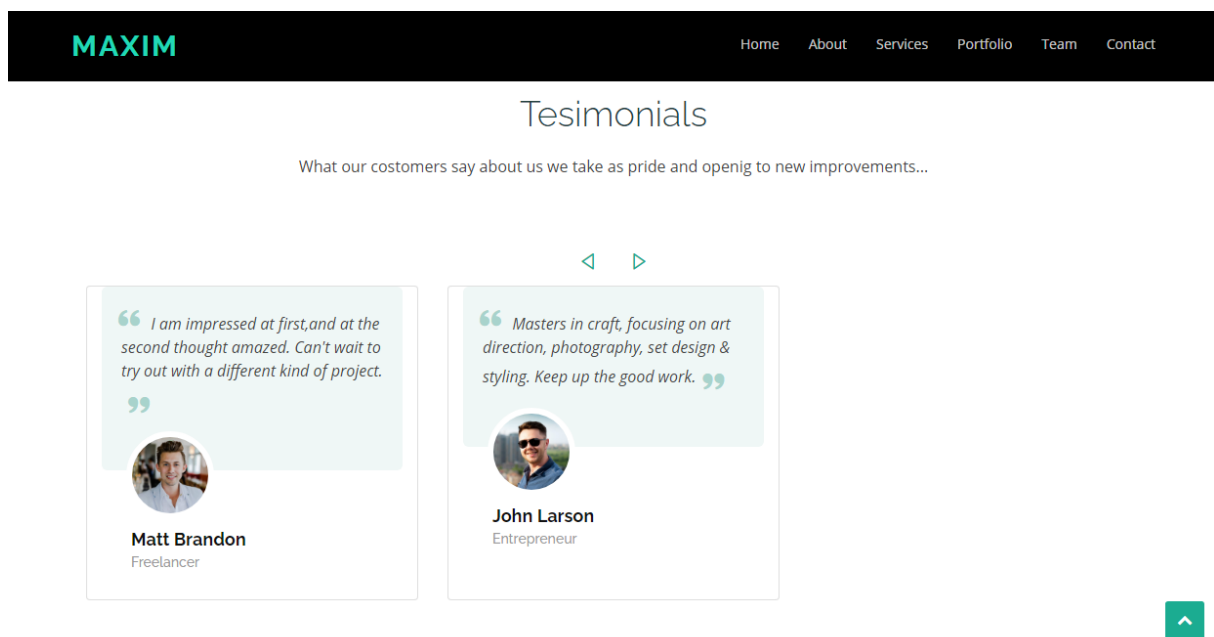 MAXIM
Home About Services Portfolio Team Contact
Tesimonials
What our costomers say about us we take as pride and openig to new improvements...
“ I am impressed at first,and at the
second thought amazed. Can't wait to
try out with a different kind of project.
”
Matt Brandon
Freelancer
“ Masters in craft, focusing on art
direction, photography, set design &
styling. Keep up the good work. ”
John Larson
Entrepreneur